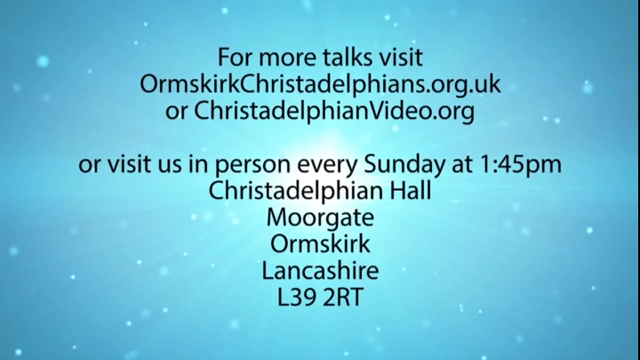 For more talks visit
OrmskirkChristadelphians.org.uk
or ChristadelphianVideo.org
or visit us in person every Sunday at 1:45pm
Christadelphian Hall
Moorgate
Ormskirk
Lancashire
L39 2RT